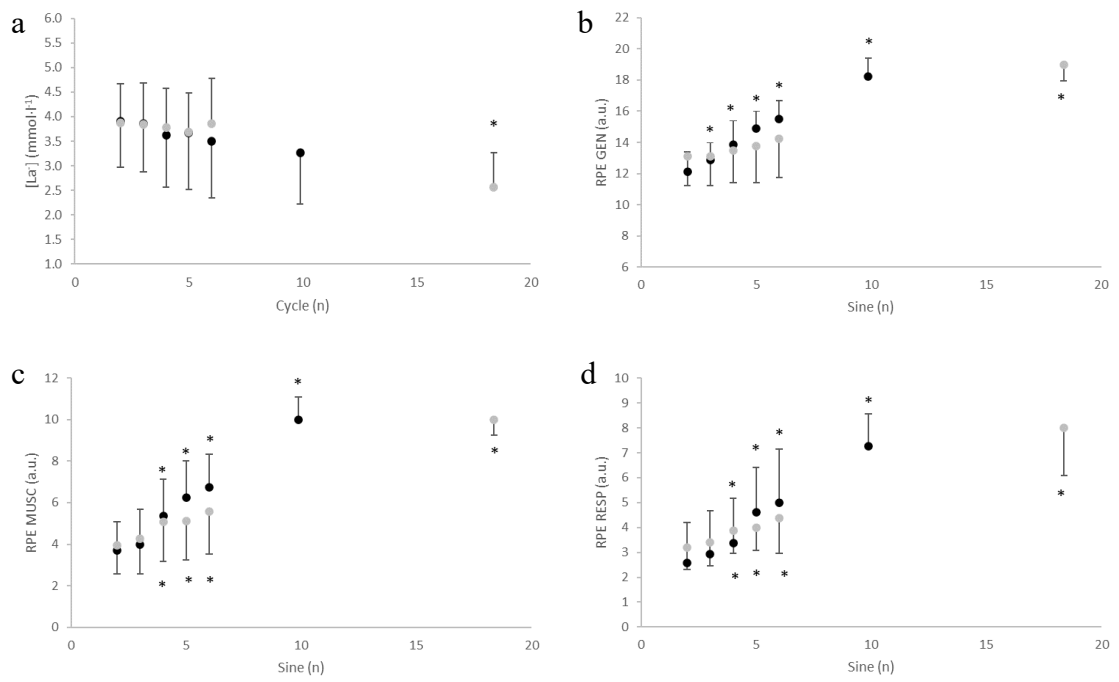 a
6.0
5.5
5.0
4.5
4.0
3.5
3.0
2.5
2.0
1.5
1.0
[La⁻] (mmol·l⁻¹)
*
0 5 10 15 20
Cycle (n)
b
22
20
18
16
14
12
10
8
6
RPE GEN (a.u.)
* * * * * *
*
0 5 10 15 20
Sine (n)
c
12
10
8
6
4
2
0
RPE MUSC (a.u.)
* * * *
* * * *
0 5 10 15 20
Sine (n)
d
10
9
8
7
6
5
4
3
2
1
0
RPE RESP (a.u.)
* * * *
* * * *
0 5 10 15 20
Sine (n)